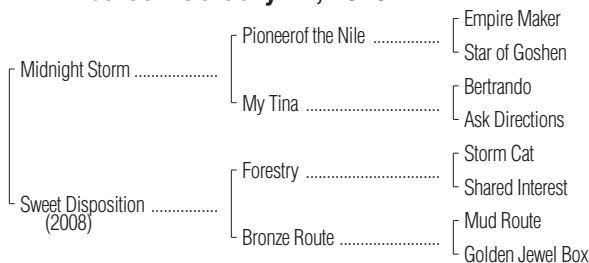 Empire Maker
Pioneerof the Nile ................
Star of Goshen
Midnight Storm ....................
Bertrando
My Tina ................................
Ask Directions
Storm Cat
Forestry ................................
Shared Interest
Sweet Disposition ................
(2008)
Mud Route
Bronze Route ........................
Golden Jewel Box